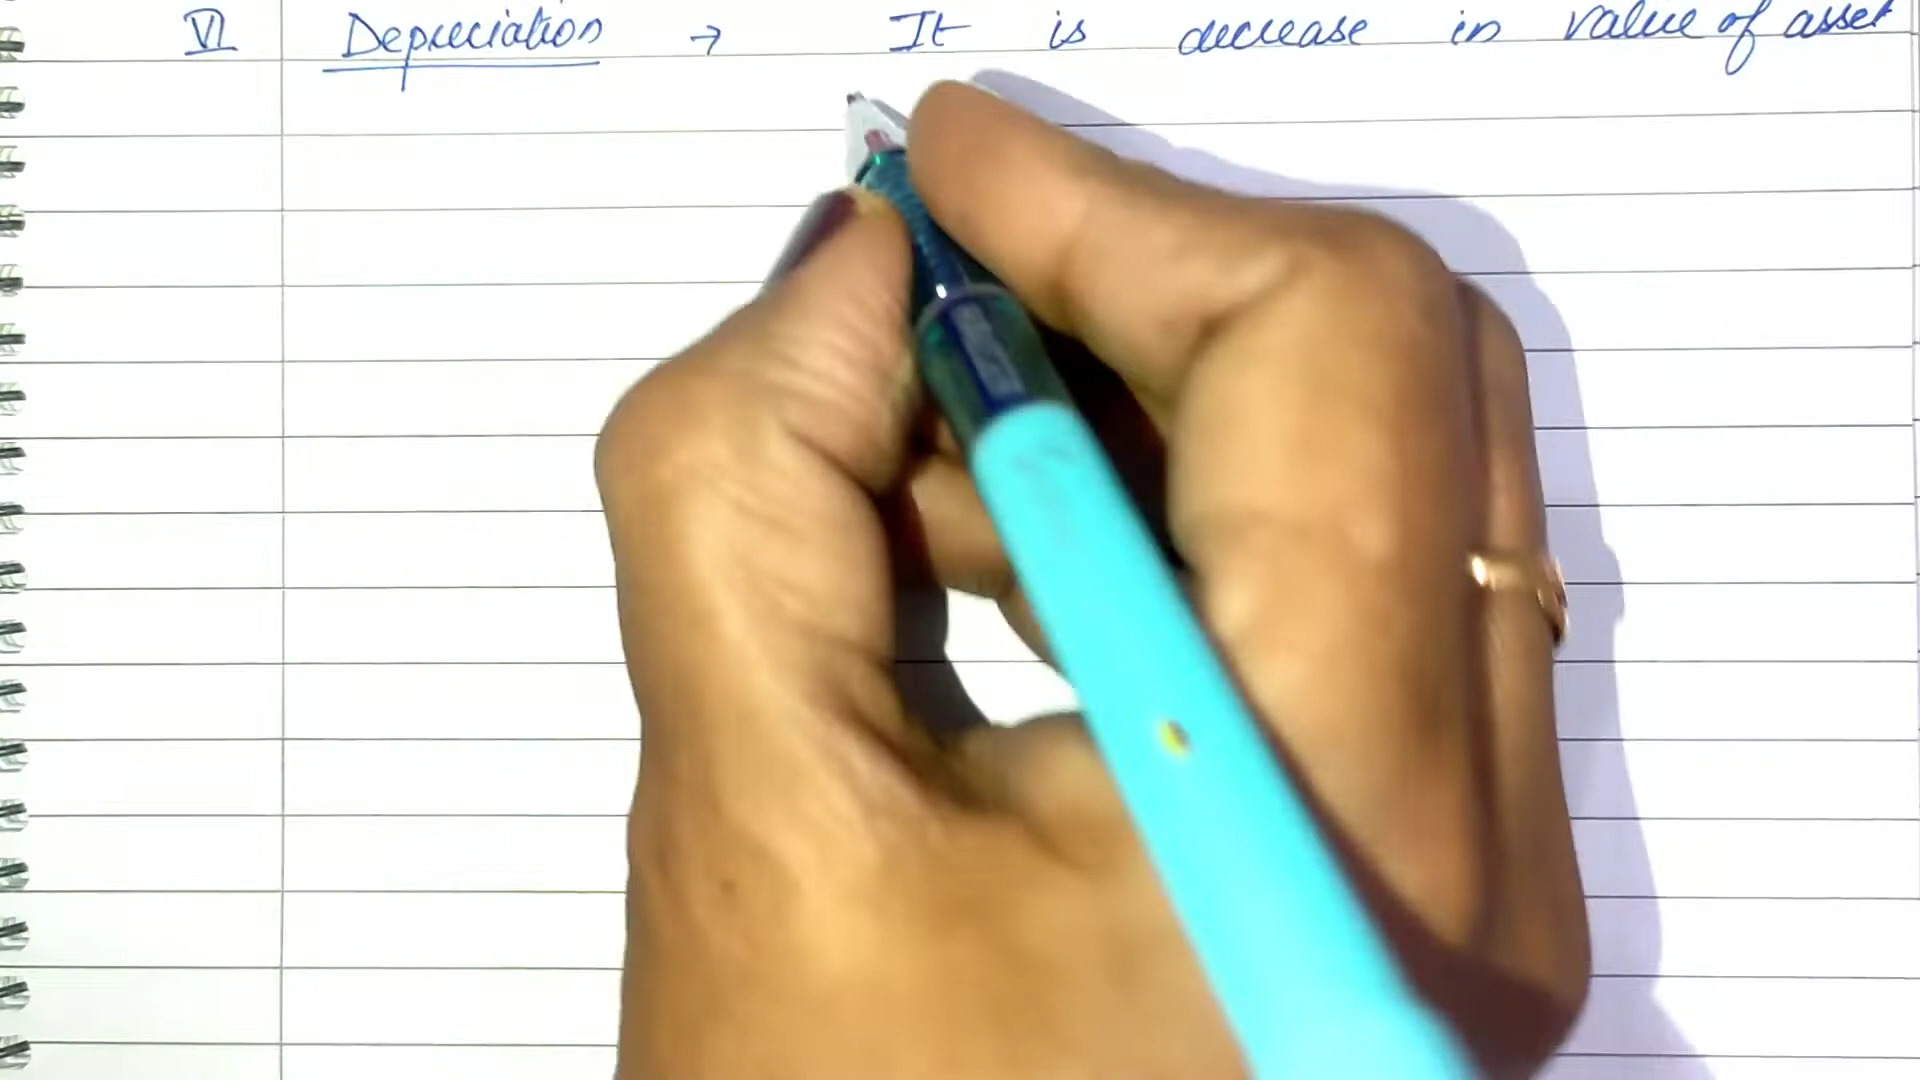 VI Depreciation → It is decrease in value of asset